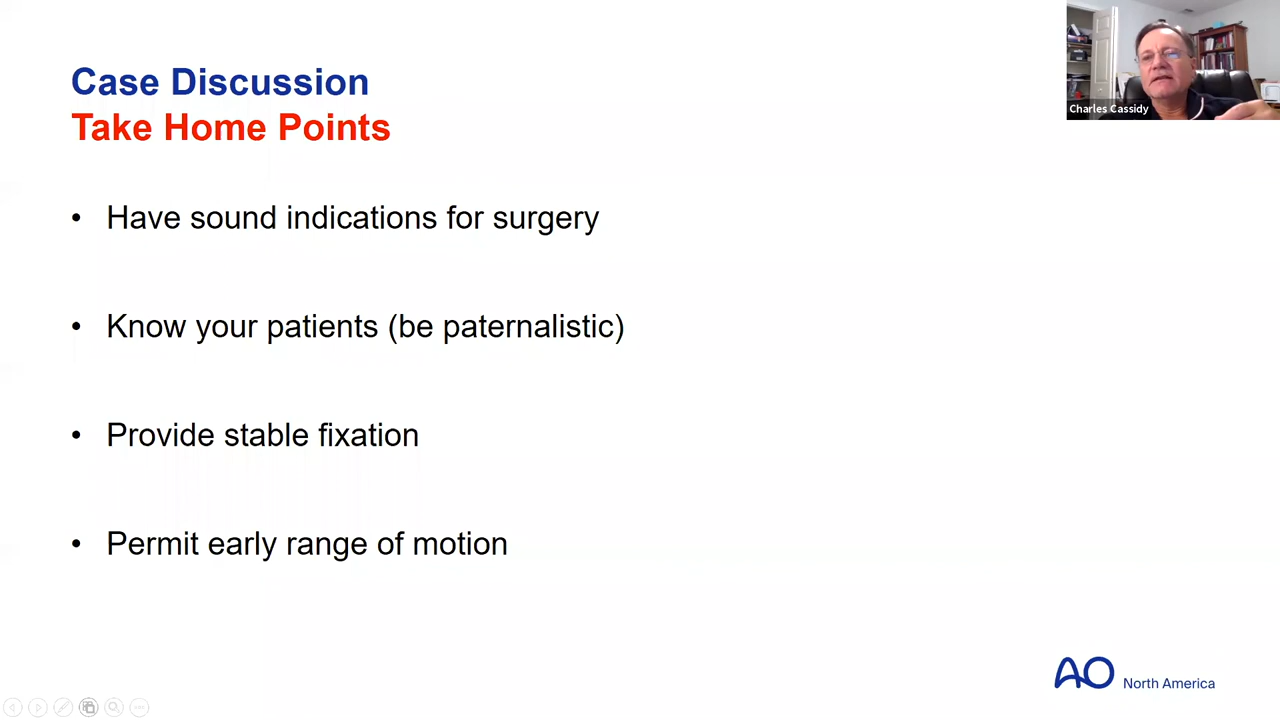 Case Discussion
Take Home Points
Charles Cassidy
• Have sound indications for surgery
• Know your patients (be paternalistic)
• Provide stable fixation
• Permit early range of motion
AO North America